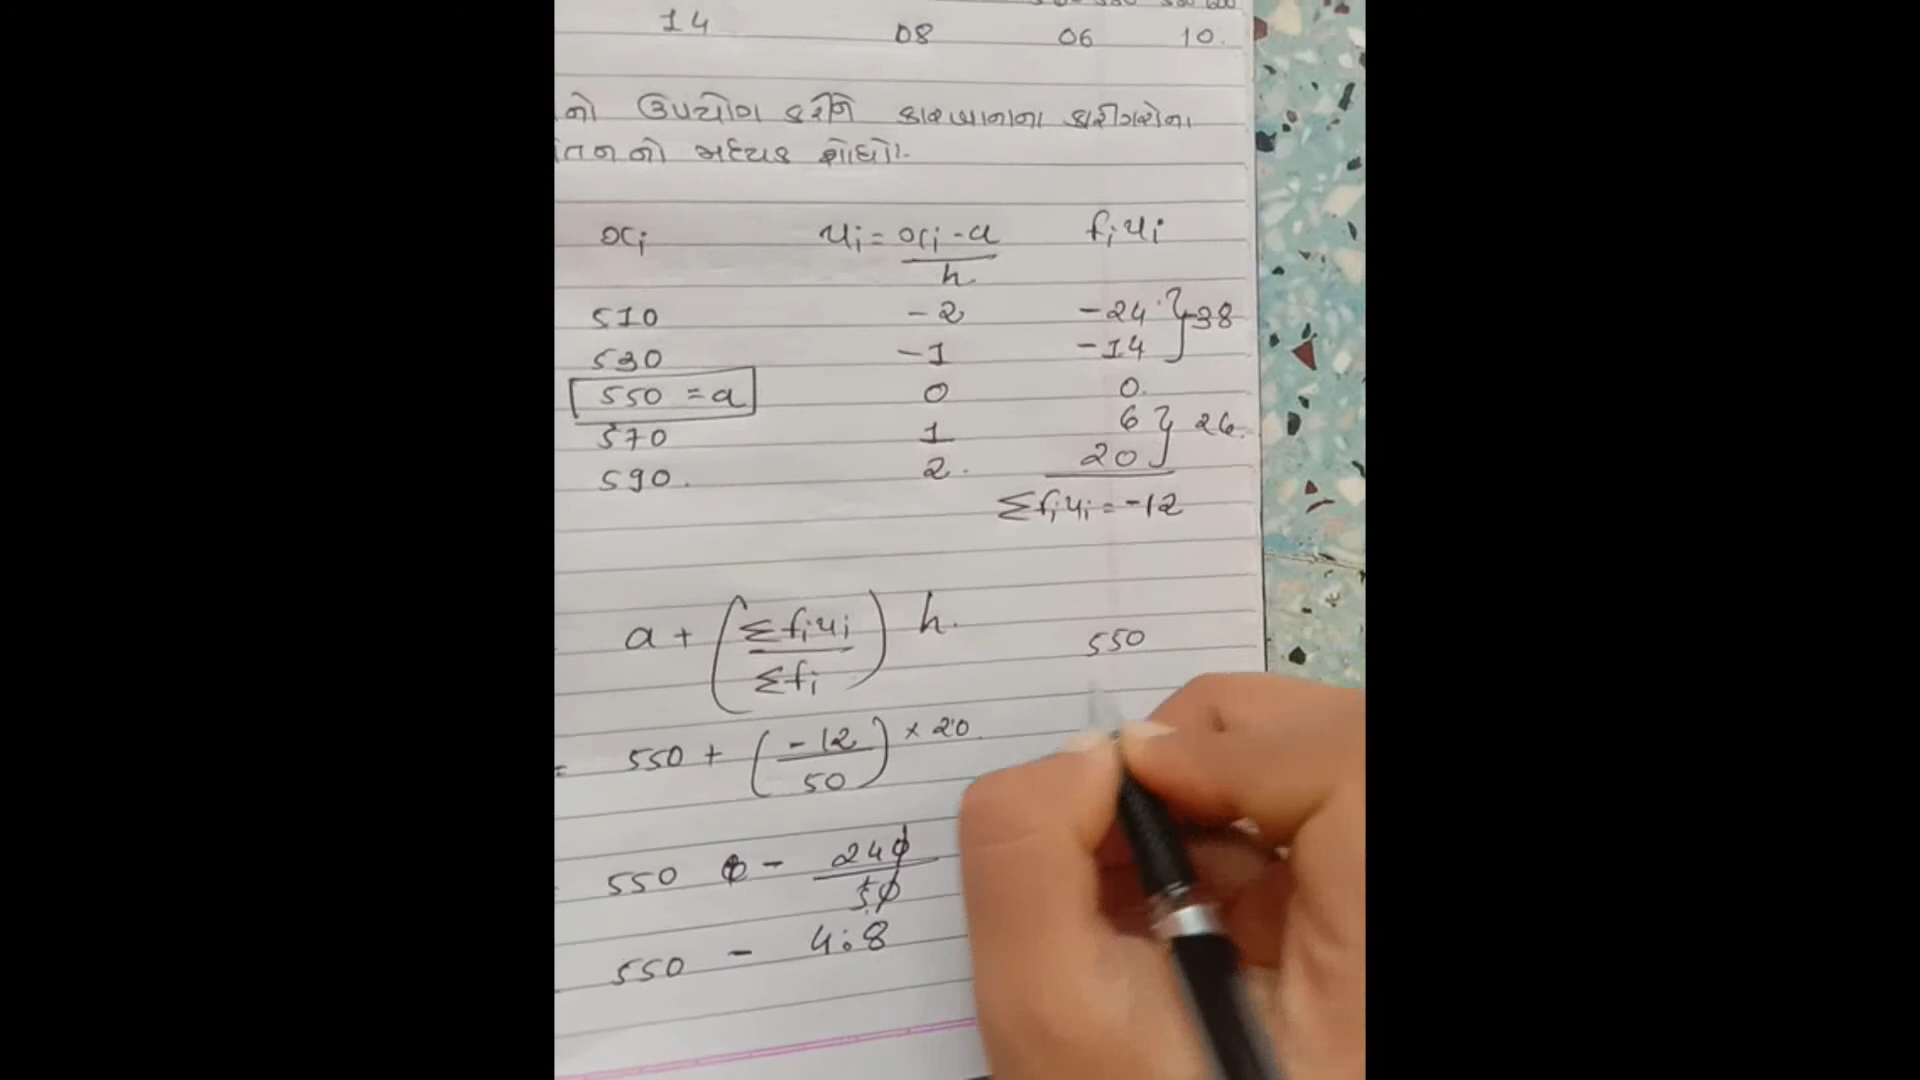 14 08 06 10.
નો ઉપયોગ કરીને કારખાનાના કારીગરોના
તનનો મધ્યક શોધો.
xi ui = xi - a / h fiui
510 -2 -24 } -38
530 -1 -14
550 = a 0 0.
570 1 6 } 26.
590. 2. 20
Σfiui = -12
a + (Σfiui / Σfi) h.
550
= 550 + (-12 / 50) × 20
550 - 240 / 50
550 - 4.8